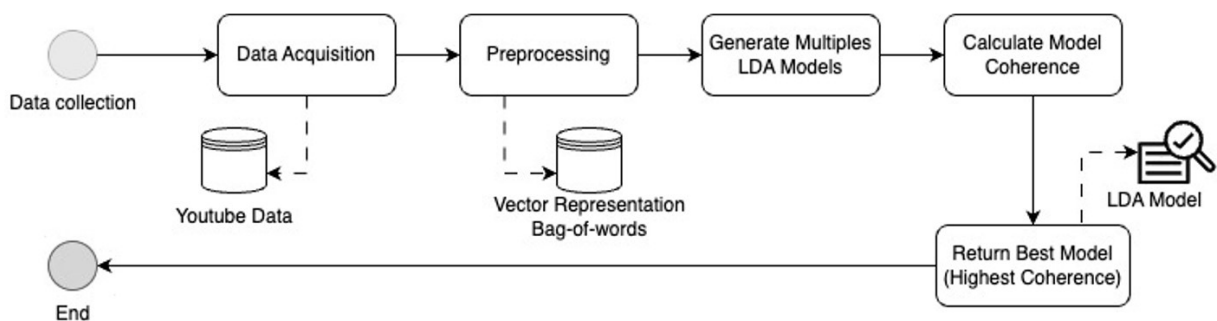 Data collection
Data Acquisition
Youtube Data
Preprocessing
Vector Representation
Bag-of-words
Generate Multiples
LDA Models
Calculate Model
Coherence
LDA Model
Return Best Model
(Highest Coherence)
End